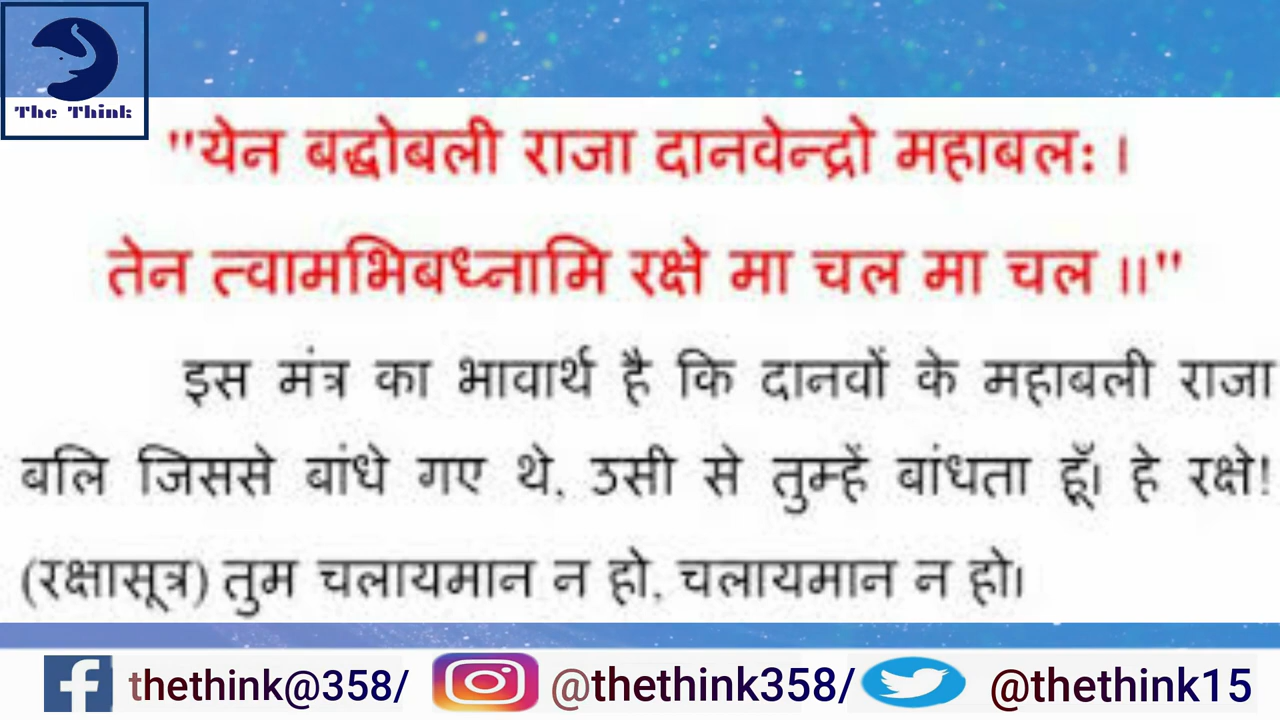 The Think
"येन बद्धोबली राजा दानवेन्द्रो महाबलः ।
तेन त्वामभिबध्नामि रक्षे मा चल मा चल ।।"
इस मंत्र का भावार्थ है कि दानवों के महाबली राजा
बलि जिससे बांधे गए थे, उसी से तुम्हें बांधता हूँ। हे रक्षे!
(रक्षासूत्र) तुम चलायमान न हो, चलायमान न हो।
thethink@358/ @thethink358/ @thethink15